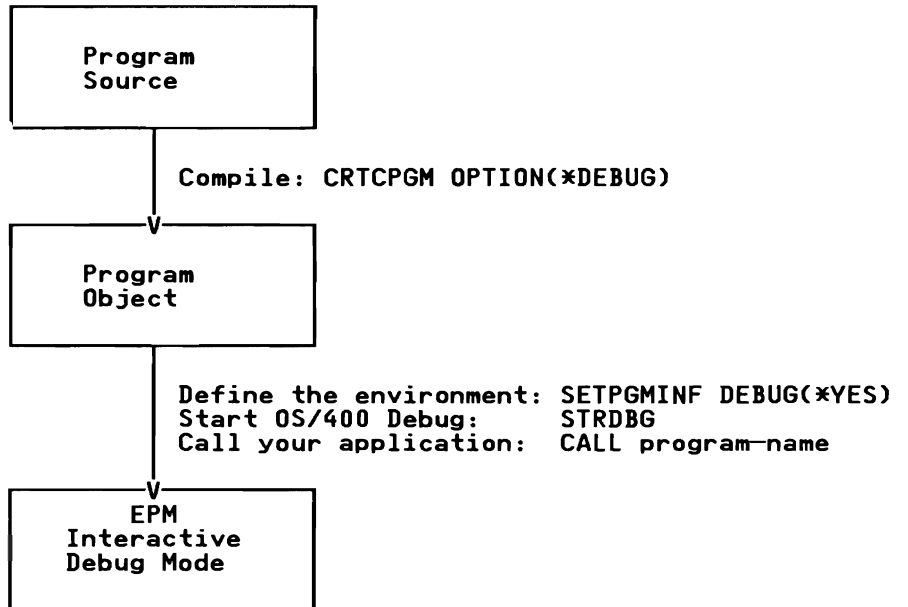 Program
Source
Compile: CRTCPGM OPTION(*DEBUG)
V
Program
Object
Define the environment: SETPGMINF DEBUG(*YES)
Start OS/400 Debug: STRDBG
Call your application: CALL program—name
V
EPM
Interactive
Debug Mode